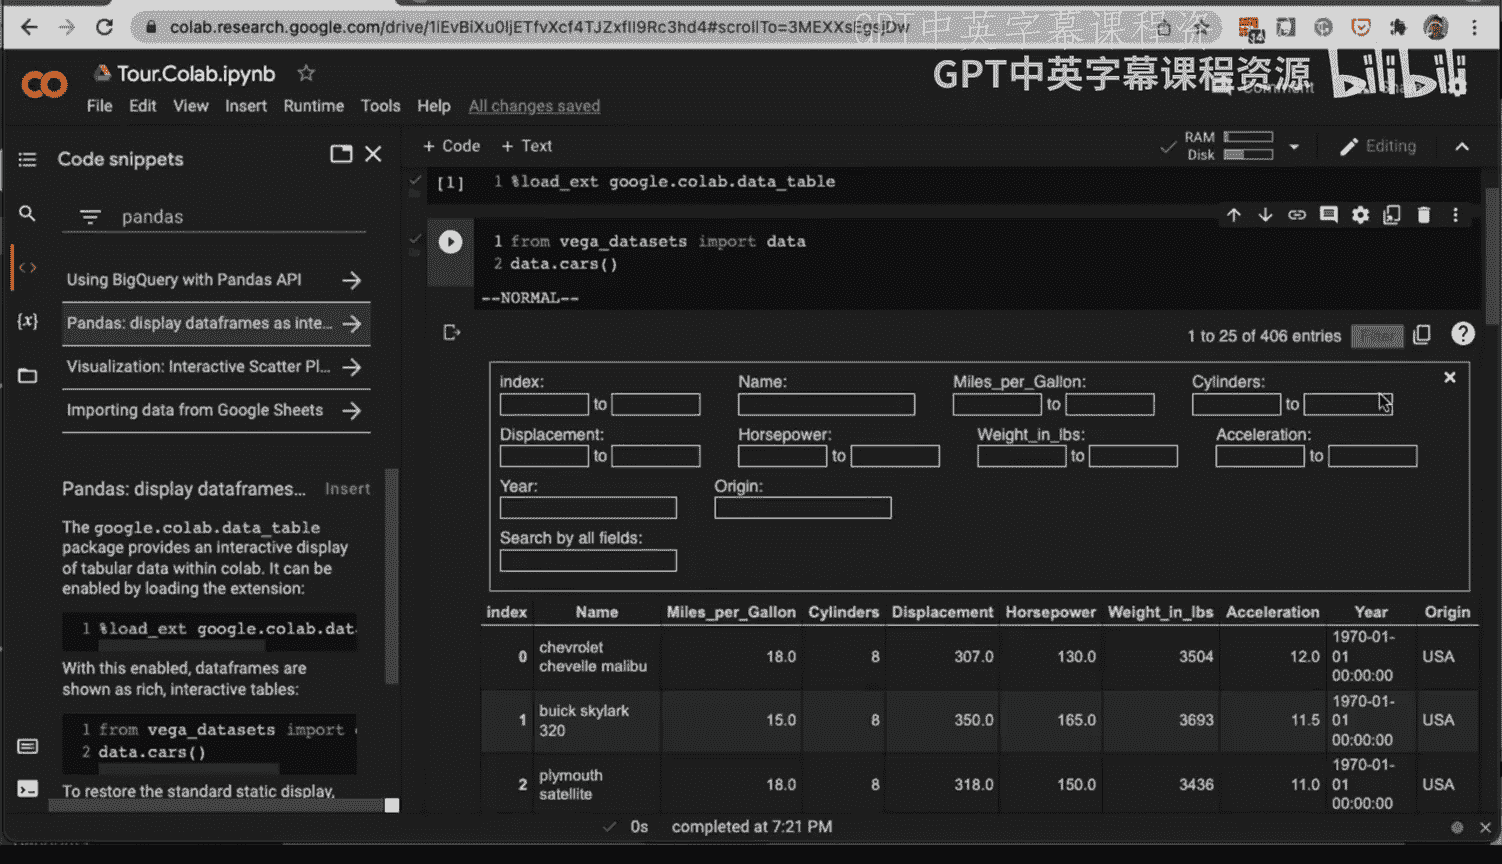 colab.research.google.com/drive/
GPT中英字幕课程资源
bilibili
Tour.Colab.ipynb
File Edit View Insert Runtime Tools Help All changes saved
Code snippets
+ Code + Text
RAM
Disk
Editing
pandas
[1] 1 %load_ext google.colab.data_table
1 from vega_datasets import data
2 data.cars()
--NORMAL--
Using BigQuery with Pandas API
Pandas: display dataframes as inte...
Visualization: Interactive Scatter Pl...
Importing data from Google Sheets
1 to 25 of 406 entries
index: to
Name:
Miles_per_Gallon: to
Cylinders: to
Displacement: to
Horsepower: to
Weight_in_lbs: to
Acceleration: to
Year:
Origin:
Search by all fields:
Pandas: display dataframes... Insert
The google.colab.data_table
package provides an interactive display
of tabular data within colab. It can be
enabled by loading the extension:
1 %load_ext google.colab.dat
With this enabled, dataframes are
shown as rich, interactive tables:
1 from vega_datasets import
2 data.cars()
To restore the standard static display,
index Name Miles_per_Gallon Cylinders Displacement Horsepower Weight_in_lbs Acceleration Year Origin
0 chevrolet chevelle malibu 18.0 8 307.0 130.0 3504 12.0 1970-01-01 00:00:00 USA
1 buick skylark 320 15.0 8 350.0 165.0 3693 11.5 1970-01-01 00:00:00 USA
2 plymouth satellite 18.0 8 318.0 150.0 3436 11.0 1970-01-01 00:00:00 USA
0s completed at 7:21 PM